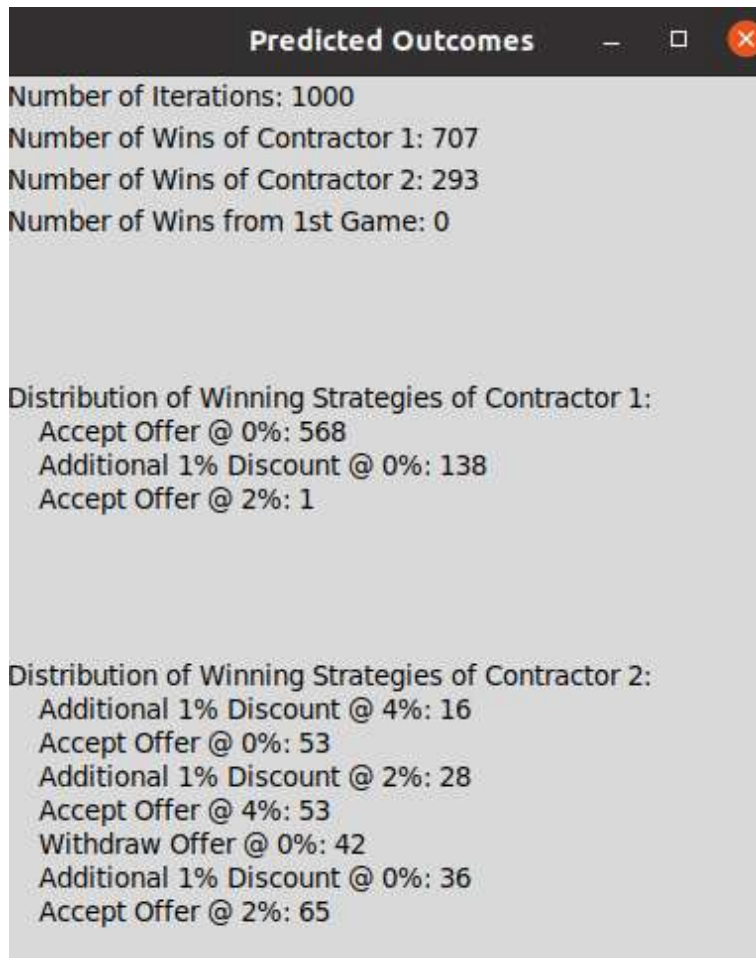 Predicted Outcomes
Number of Iterations: 1000
Number of Wins of Contractor 1: 707
Number of Wins of Contractor 2: 293
Number of Wins from 1st Game: 0
Distribution of Winning Strategies of Contractor 1:
Accept Offer @ 0%: 568
Additional 1% Discount @ 0%: 138
Accept Offer @ 2%: 1
Distribution of Winning Strategies of Contractor 2:
Additional 1% Discount @ 4%: 16
Accept Offer @ 0%: 53
Additional 1% Discount @ 2%: 28
Accept Offer @ 4%: 53
Withdraw Offer @ 0%: 42
Additional 1% Discount @ 0%: 36
Accept Offer @ 2%: 65